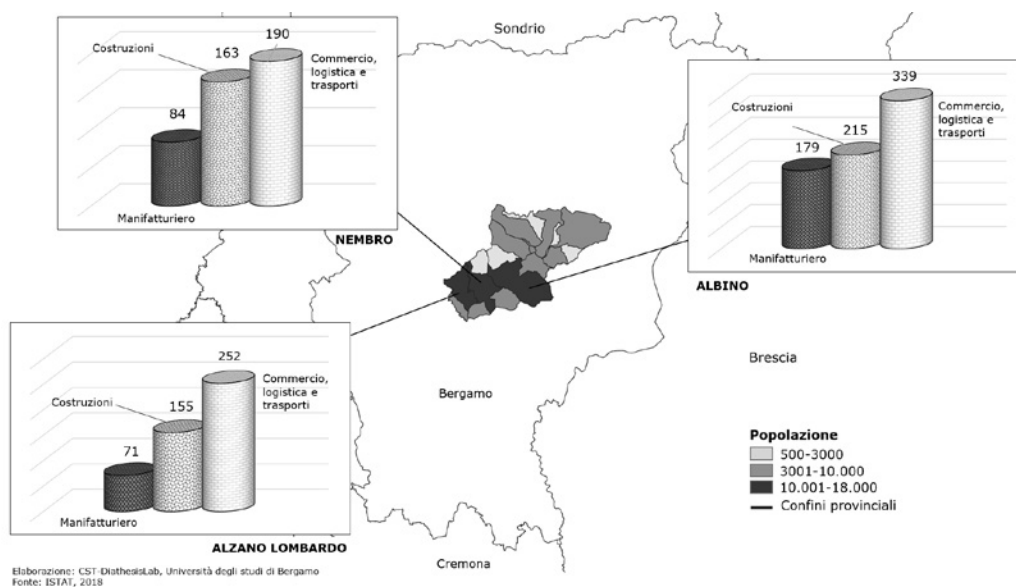 Sondrio
190
163
Costruzioni
Commercio,
logistica e
trasporti
84
Manifatturiero
NEMBRO
339
Costruzioni
Commercio,
logistica e
trasporti
215
179
Manifatturiero
ALBINO
252
Commercio,
logistica e
trasporti
Costruzioni
155
71
Manifatturiero
ALZANO LOMBARDO
Brescia
Bergamo
Cremona
Popolazione
500-3000
3001-10.000
10.001-18.000
Confini provinciali
Elaborazione: CST-DiathesisLab, Università degli studi di Bergamo
Fonte: ISTAT, 2018